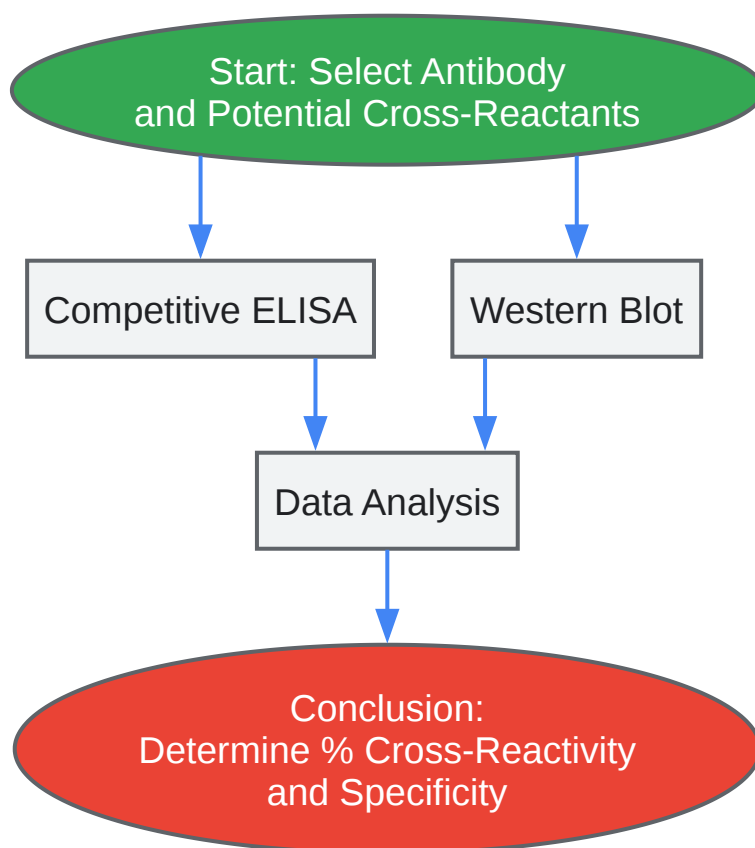 Start: Select Antibody
and Potential Cross-Reactants
Competitive ELISA
Western Blot
Data Analysis
Conclusion:
Determine % Cross-Reactivity
and Specificity